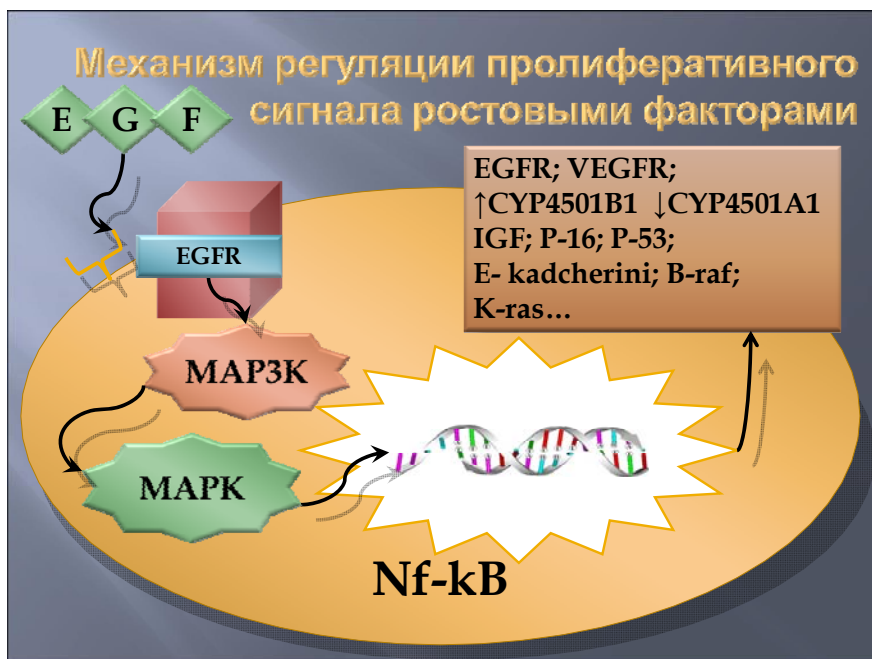 Механизм регуляции пролиферативного
сигнала ростовыми факторами
E G F
EGFR; VEGFR;
↑CYP4501B1 ↓CYP4501A1
IGF; P-16; P-53;
E- kadcherini; B-raf;
K-ras...
EGFR
MAP3K
MAPK
Nf-kB